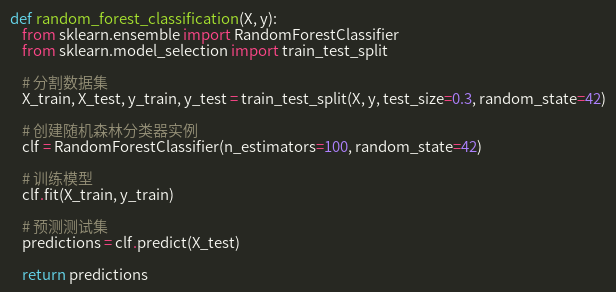 def random_forest_classification(X, y):
    from sklearn.ensemble import RandomForestClassifier
    from sklearn.model_selection import train_test_split
    # 分割数据集
    X_train, X_test, y_train, y_test = train_test_split(X, y, test_size=0.3, random_state=42)
    # 创建随机森林分类器实例
    clf = RandomForestClassifier(n_estimators=100, random_state=42)
    # 训练模型
    clf.fit(X_train, y_train)
    # 预测测试集
    predictions = clf.predict(X_test)
    return predictions